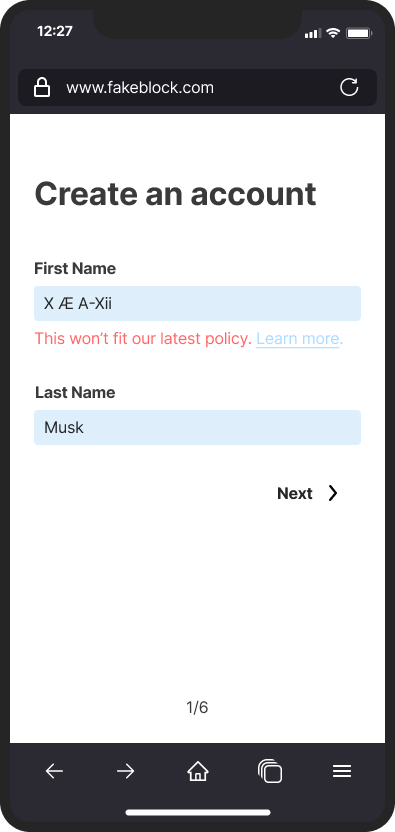 12:27
www.fakeblock.com
Create an account
First Name
X Æ A-Xii
This won’t fit our latest policy. Learn more.
Last Name
Musk
Next
1/6